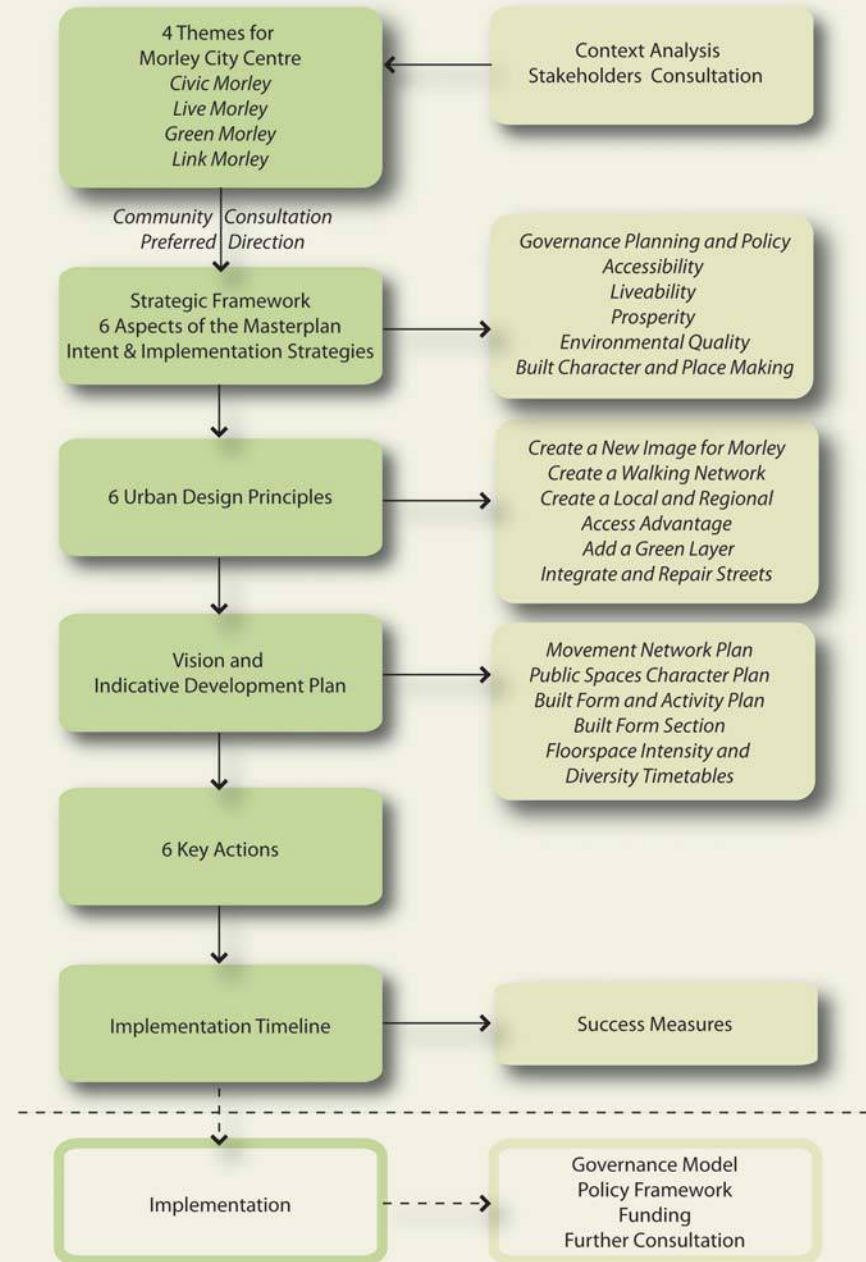 4 Themes for
Morley City Centre
Civic Morley
Live Morley
Green Morley
Link Morley
Context Analysis
Stakeholders Consultation
Community Consultation
Preferred Direction
Strategic Framework
6 Aspects of the Masterplan
Intent & Implementation Strategies
Governance Planning and Policy
Accessibility
Liveability
Prosperity
Environmental Quality
Built Character and Place Making
6 Urban Design Principles
Create a New Image for Morley
Create a Walking Network
Create a Local and Regional
Access Advantage
Add a Green Layer
Integrate and Repair Streets
Vision and
Indicative Development Plan
Movement Network Plan
Public Spaces Character Plan
Built Form and Activity Plan
Built Form Section
Floorspace Intensity and
Diversity Timetables
6 Key Actions
Implementation Timeline
Success Measures
Implementation
Governance Model
Policy Framework
Funding
Further Consultation